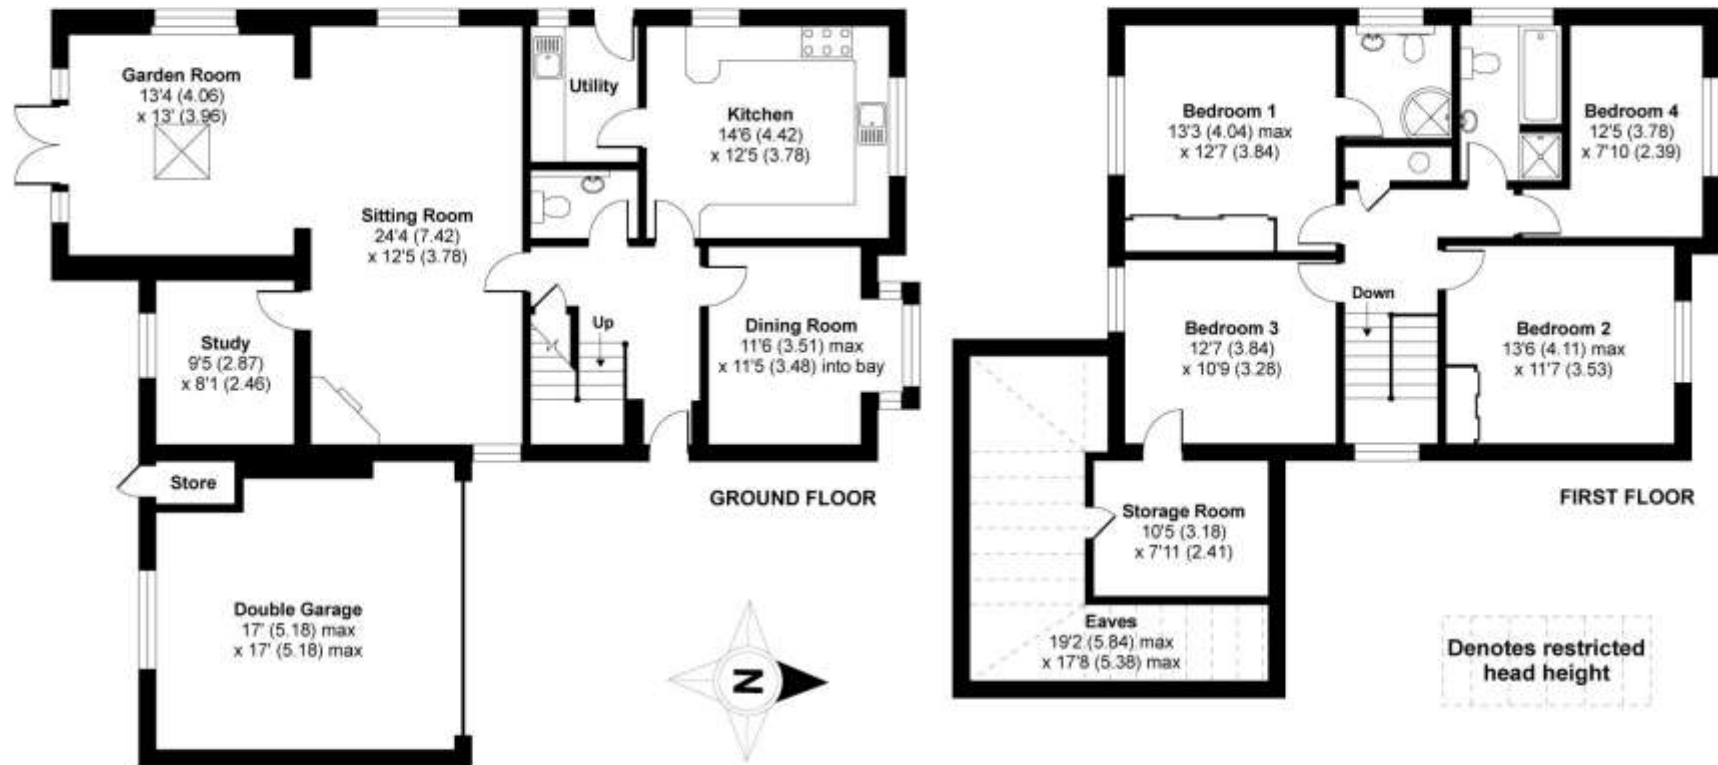 Garden Room
13'4 (4.06)
x 13' (3.96)
Sitting Room
24'4 (7.42)
x 12'5 (3.78)
Utility
Kitchen
14'6 (4.42)
x 12'5 (3.78)
Study
9'5 (2.87)
x 8'1 (2.46)
Up
Dining Room
11'6 (3.51) max
x 11'5 (3.48) into bay
Store
GROUND FLOOR
Double Garage
17' (5.18) max
x 17' (5.18) max
N
Bedroom 1
13'3 (4.04) max
x 12'7 (3.84)
Bedroom 4
12'5 (3.78)
x 7'10 (2.39)
Down
Bedroom 3
12'7 (3.84)
x 10'9 (3.28)
Bedroom 2
13'6 (4.11) max
x 11'7 (3.53)
FIRST FLOOR
Storage Room
10'5 (3.18)
x 7'11 (2.41)
Eaves
19'2 (5.84) max
x 17'8 (5.38) max
Denotes restricted
head height